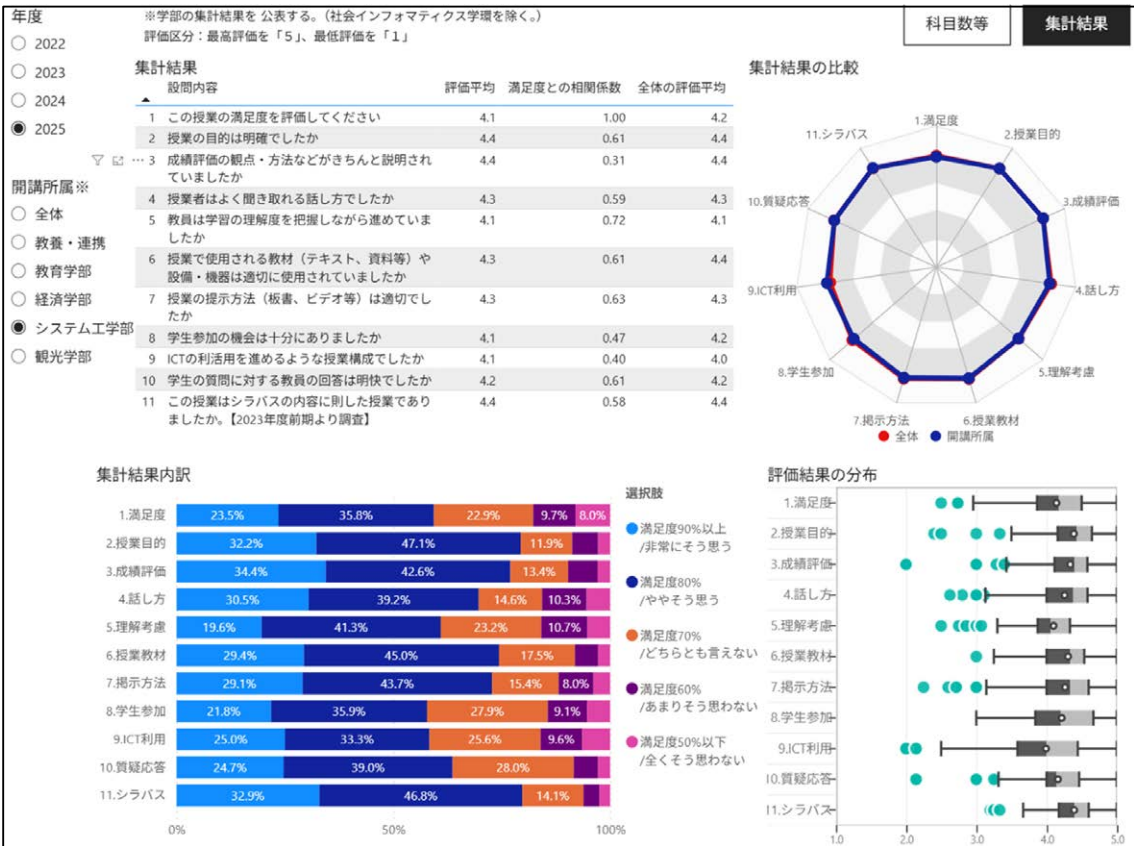 年度
2022
2023
2024
2025
開講所属※
全体
教養・連携
教育学部
経済学部
システム工学部
観光学部
※学部の集計結果を 公表する。（社会インフォマティクス学環を除く。）
評価区分：最高評価を「５」、最低評価を「１」
科目数等
集計結果
集計結果
設問内容 評価平均 満足度との相関係数 全体の評価平均
1 この授業の満足度を評価してください 4.1 1.00 4.2
2 授業の目的は明確でしたか 4.4 0.61 4.4
3 成績評価の観点・方法などがきちんと説明され 4.4 0.31 4.4
ていましたか
4 授業者はよく聞き取れる話し方でしたか 4.3 0.59 4.3
5 教員は学習の理解度を把握しながら進めていま 4.1 0.72 4.1
したか
6 授業で使用される教材（テキスト、資料等）や 4.3 0.61 4.4
設備・機器は適切に使用されていましたか
7 授業の提示方法（板書、ビデオ等）は適切でし 4.3 0.63 4.3
たか
8 学生参加の機会は十分にありましたか 4.1 0.47 4.2
9 ICTの利活用を進めるような授業構成でしたか 4.1 0.40 4.0
10 学生の質問に対する教員の回答は明快でしたか 4.2 0.61 4.2
11 この授業はシラバスの内容に則した授業であり 4.4 0.58 4.4
ましたか。【2023年度前期より調査】
集計結果の比較
1.満足度
2.授業目的
3.成績評価
4.話し方
5.理解考慮
6.授業教材
7.掲示方法
8.学生参加
9.ICT利用
10.質疑応答
11.シラバス
全体 開講所属
集計結果内訳
1.満足度 23.5% 35.8% 22.9% 9.7% 8.0%
2.授業目的 32.2% 47.1% 11.9%
3.成績評価 34.4% 42.6% 13.4%
4.話し方 30.5% 39.2% 14.6% 10.3%
5.理解考慮 19.6% 41.3% 23.2% 10.7%
6.授業教材 29.4% 45.0% 17.5%
7.掲示方法 29.1% 43.7% 15.4% 8.0%
8.学生参加 21.8% 35.9% 27.9% 9.1%
9.ICT利用 25.0% 33.3% 25.6% 9.6%
10.質疑応答 24.7% 39.0% 28.0%
11.シラバス 32.9% 46.8% 14.1%
0% 50% 100%
選択肢
満足度90%以上
/非常にそう思う
満足度80%
/ややそう思う
満足度70%
/どちらとも言えない
満足度60%
/あまりそう思わない
満足度50%以下
/全くそう思わない
評価結果の分布
1.満足度
2.授業目的
3.成績評価
4.話し方
5.理解考慮
6.授業教材
7.掲示方法
8.学生参加
9.ICT利用
10.質疑応答
11.シラバス
1.0 2.0 3.0 4.0 5.0